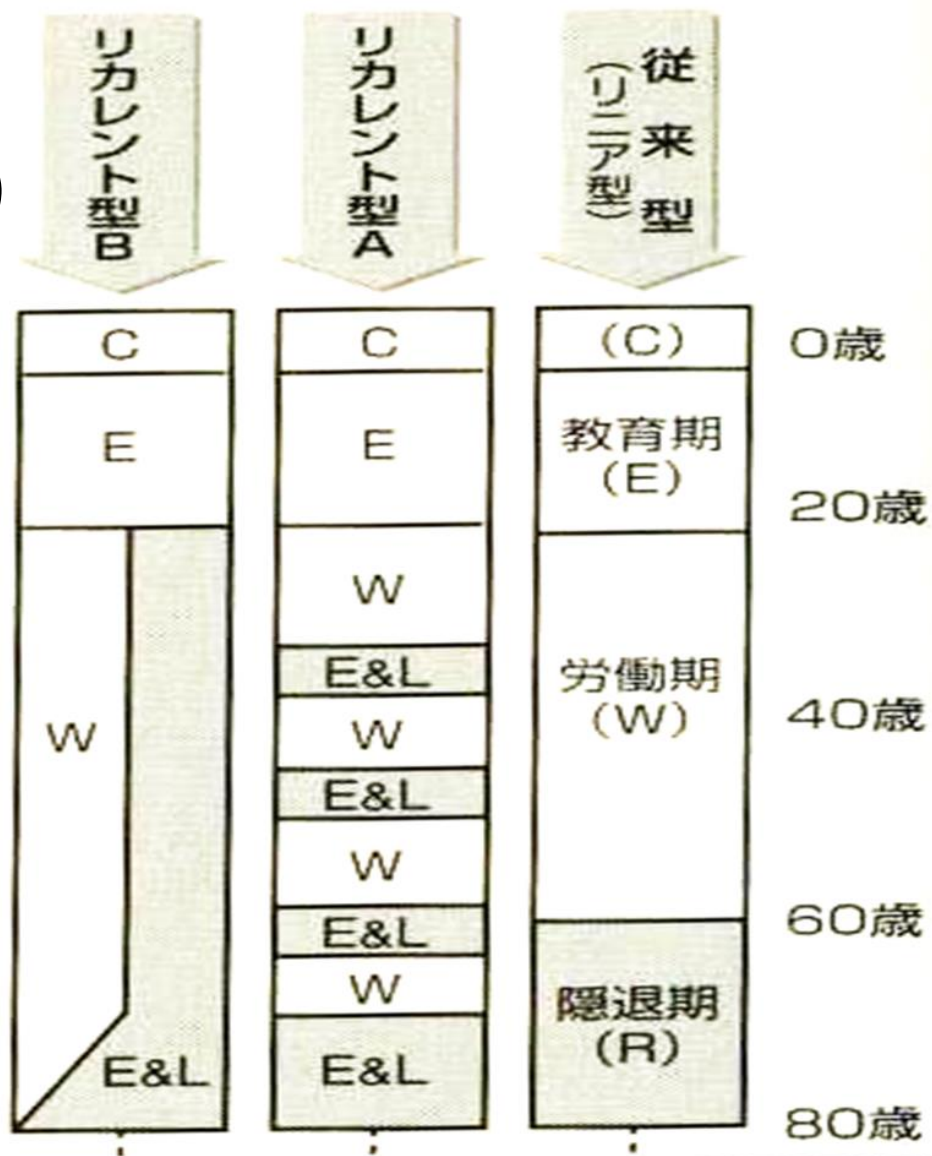 リカレント型B
リカレント型A
従来型
（リニア型）
C
C
(C)
0歳
E
E
教育期
(E)
20歳
W
W
E&L
W
E&L
W
E&L
W
E&L
E&L
労働期
(W)
40歳
60歳
隠退期
(R)
80歳